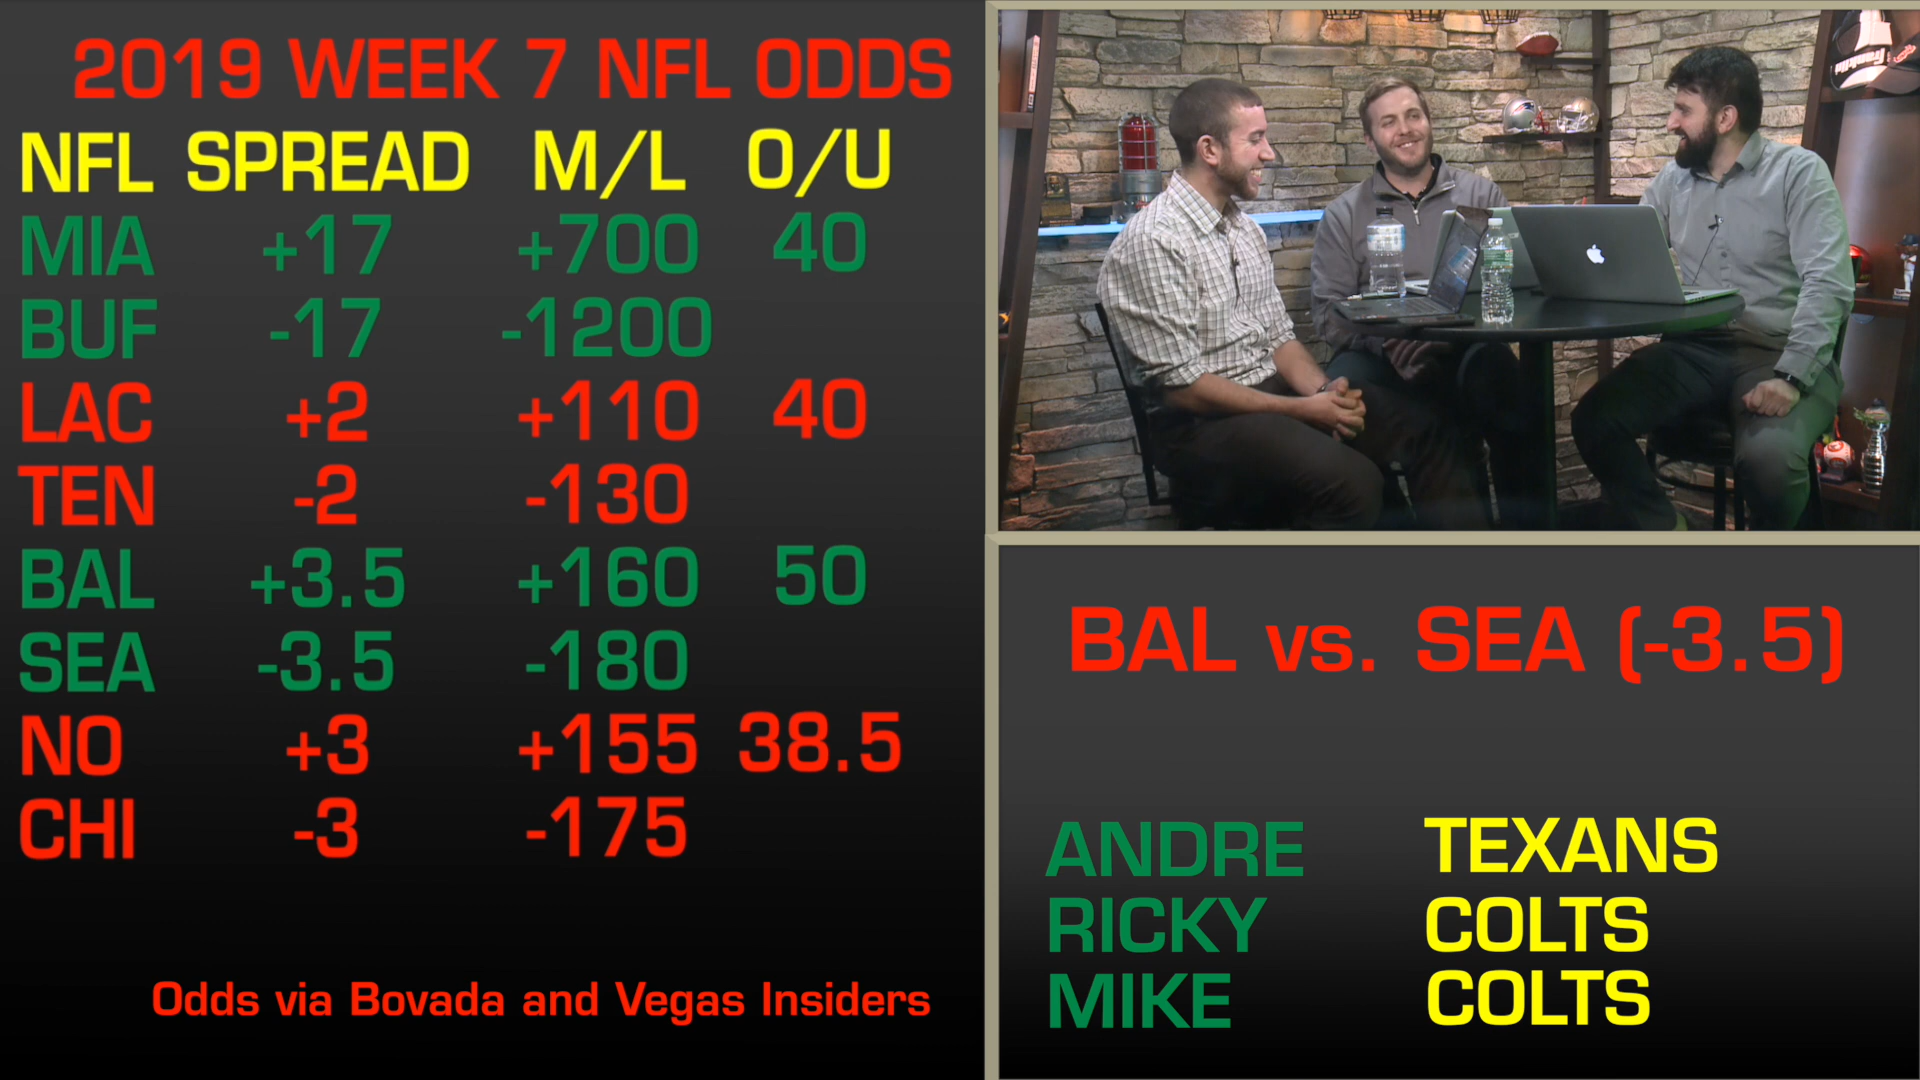 2019 WEEK 7 NFL ODDS
NFL SPREAD M/L O/U
MIA +17 +700 40
BUF -17 -1200
LAC +2 +110 40
TEN -2 -130
BAL +3.5 +160 50
SEA -3.5 -180
NO +3 +155 38.5
CHI -3 -175
Odds via Bovada and Vegas Insiders
Franklin
BAL vs. SEA (-3.5)
ANDRE TEXANS
RICKY COLTS
MIKE COLTS